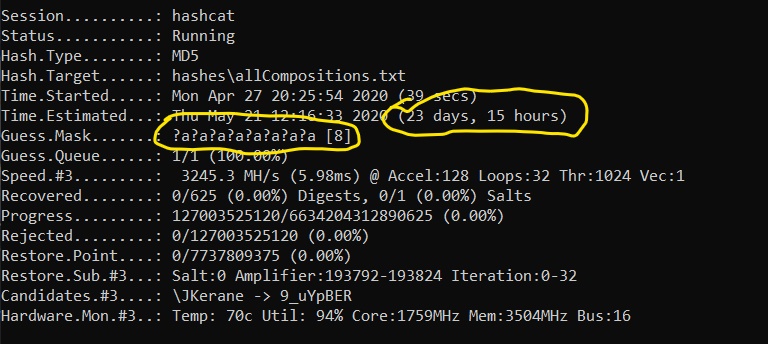 Session..........: hashcat
Status...........: Running
Hash.Type........: MD5
Hash.Target......: hashes\allCompositions.txt
Time.Started.....: Mon Apr 27 20:25:54 2020 (39 secs)
Time.Estimated...: Thu May 21 12:16:33 2020 (23 days, 15 hours)
Guess.Mask.......: ?a?a?a?a?a?a?a?a [8]
Guess.Queue......: 1/1 (100.00%)
Speed.#3.........:  3245.3 MH/s (5.98ms) @ Accel:128 Loops:32 Thr:1024 Vec:1
Recovered........: 0/625 (0.00%) Digests, 0/1 (0.00%) Salts
Progress.........: 127003525120/6634204312890625 (0.00%)
Rejected.........: 0/127003525120 (0.00%)
Restore.Point....: 0/7737809375 (0.00%)
Restore.Sub.#3...: Salt:0 Amplifier:193792-193824 Iteration:0-32
Candidates.#3....: \JKerane -> 9_uYpBER
Hardware.Mon.#3..: Temp: 70c Util: 94% Core:1759MHz Mem:3504MHz Bus:16